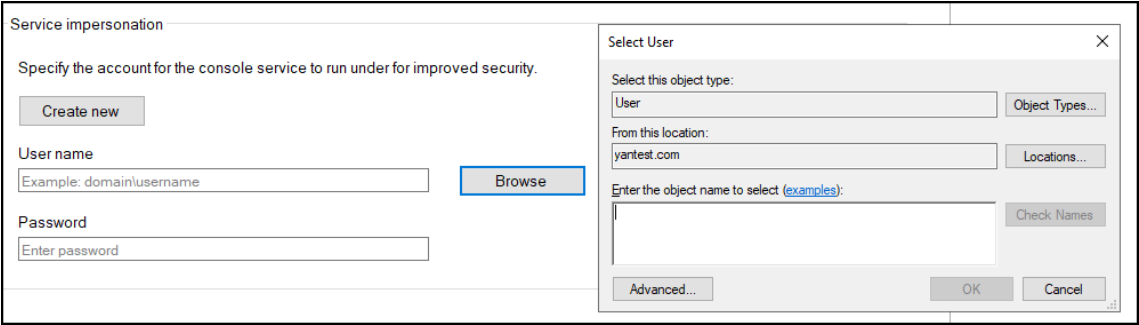 Service impersonation
Specify the account for the console service to run under for improved security.
Create new
User name
Example: domain\username
Browse
Password
Enter password
Select User
Select this object type:
User
Object Types...
From this location:
yantest.com
Locations...
Enter the object name to select (examples):
Check Names
Advanced...
OK
Cancel